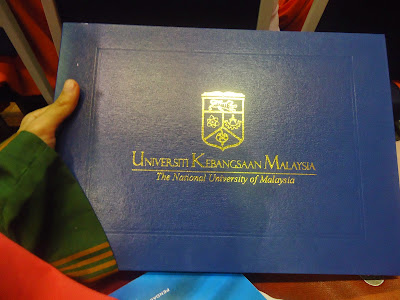 UNIVERSITI KEBANGSAAN MALAYSIA
The National University of Malaysia